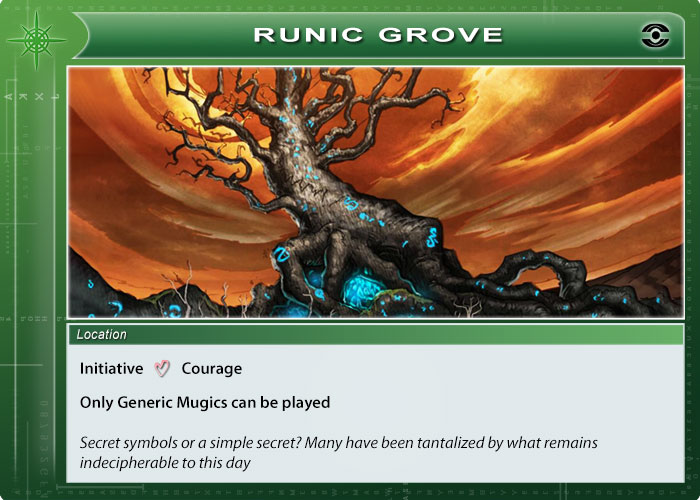 RUNIC GROVE
Location
Initiative Courage
Only Generic Mugics can be played
Secret symbols or a simple secret? Many have been tantalized by what remains
indecipherable to this day